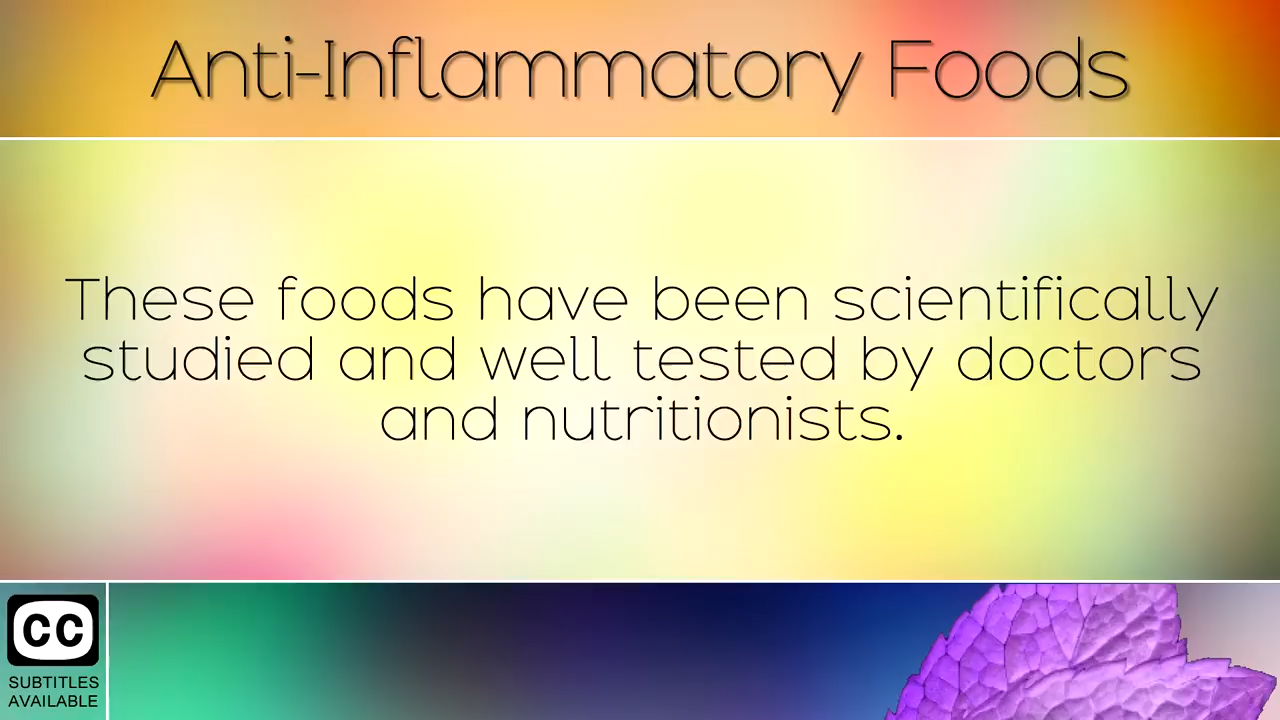 Anti-Inflammatory Foods
These foods have been scientifically
studied and well tested by doctors
and nutritionists.
CC
SUBTITLES
AVAILABLE